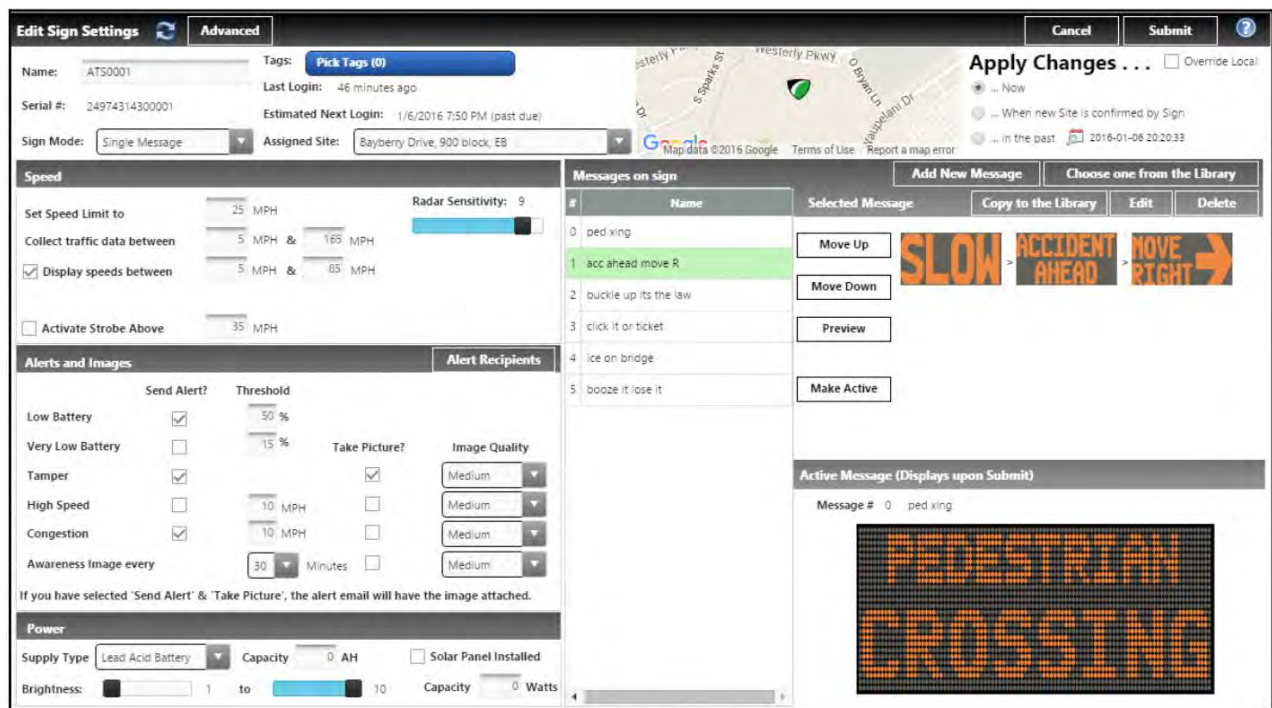 Edit Sign Settings Advanced Cancel Submit ?
Name: ATS0001
Serial #: 24974314300001
Sign Mode: Single Message
Tags: Pick Tags (0)
Last Login: 46 minutes ago
Estimated Next Login: 1/6/2016 7:50 PM (past due)
Assigned Site: Bayberry Drive, 900 block, EB
Westerly Pkwy
S Sparks St
O Bryan Ln
Waupelani Dr
Google
Map data ©2016 Google Terms of Use Report a map error
Apply Changes . . . Override Local
... Now
... When new Site is confirmed by Sign
... in the past 2016-01-06 20:20:33
Speed
Set Speed Limit to 25 MPH
Radar Sensitivity: 9
Collect traffic data between 5 MPH & 165 MPH
Display speeds between 5 MPH & 85 MPH
Activate Strobe Above 35 MPH
Alerts and Images Alert Recipients
Send Alert? Threshold
Low Battery 50 %
Very Low Battery 15 % Take Picture? Image Quality
Tamper Medium
High Speed 10 MPH Medium
Congestion 10 MPH Medium
Awareness Image every 30 Minutes Medium
If you have selected 'Send Alert' & 'Take Picture', the alert email will have the image attached.
Power
Supply Type Lead Acid Battery Capacity 0 AH Solar Panel Installed
Brightness: 1 to 10 Capacity 0 Watts
Messages on sign Add New Message Choose one from the Library
# Name
0 ped xing
1 acc ahead move R
2 buckle up its the law
3 click it or ticket
4 ice on bridge
5 booze it lose it
Selected Message Copy to the Library Edit Delete
Move Up
Move Down
Preview
Make Active
SLOW > ACCIDENT AHEAD > MOVE RIGHT
Active Message (Displays upon Submit)
Message # 0 ped xing
PEDESTRIAN
CROSSING